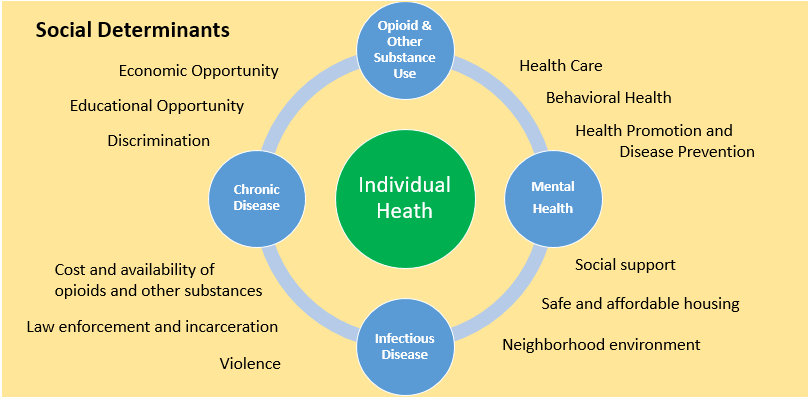 Social Determinants
Opioid &
Other
Substance
Use
Economic Opportunity
Educational Opportunity
Discrimination
Health Care
Behavioral Health
Health Promotion and
Disease Prevention
Chronic
Disease
Individual
Heath
Mental
Health
Cost and availability of
opioids and other substances
Law enforcement and incarceration
Violence
Infectious
Disease
Social support
Safe and affordable housing
Neighborhood environment